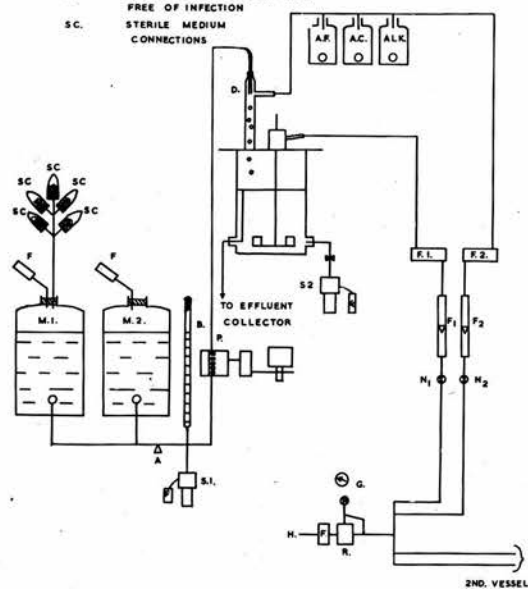 FREE OF INFECTION
SC. STERILE MEDIUM
CONNECTIONS
A.F. A.C. ALK.
D.
SC
SC SC
SC SC
F F
M.1. M.2.
B.
P.
S2
TO EFFLUENT
COLLECTOR
F.1. F.2.
F1 F2
N1 N2
A
S.1.
F
G.
H. F R.
2ND. VESSEL